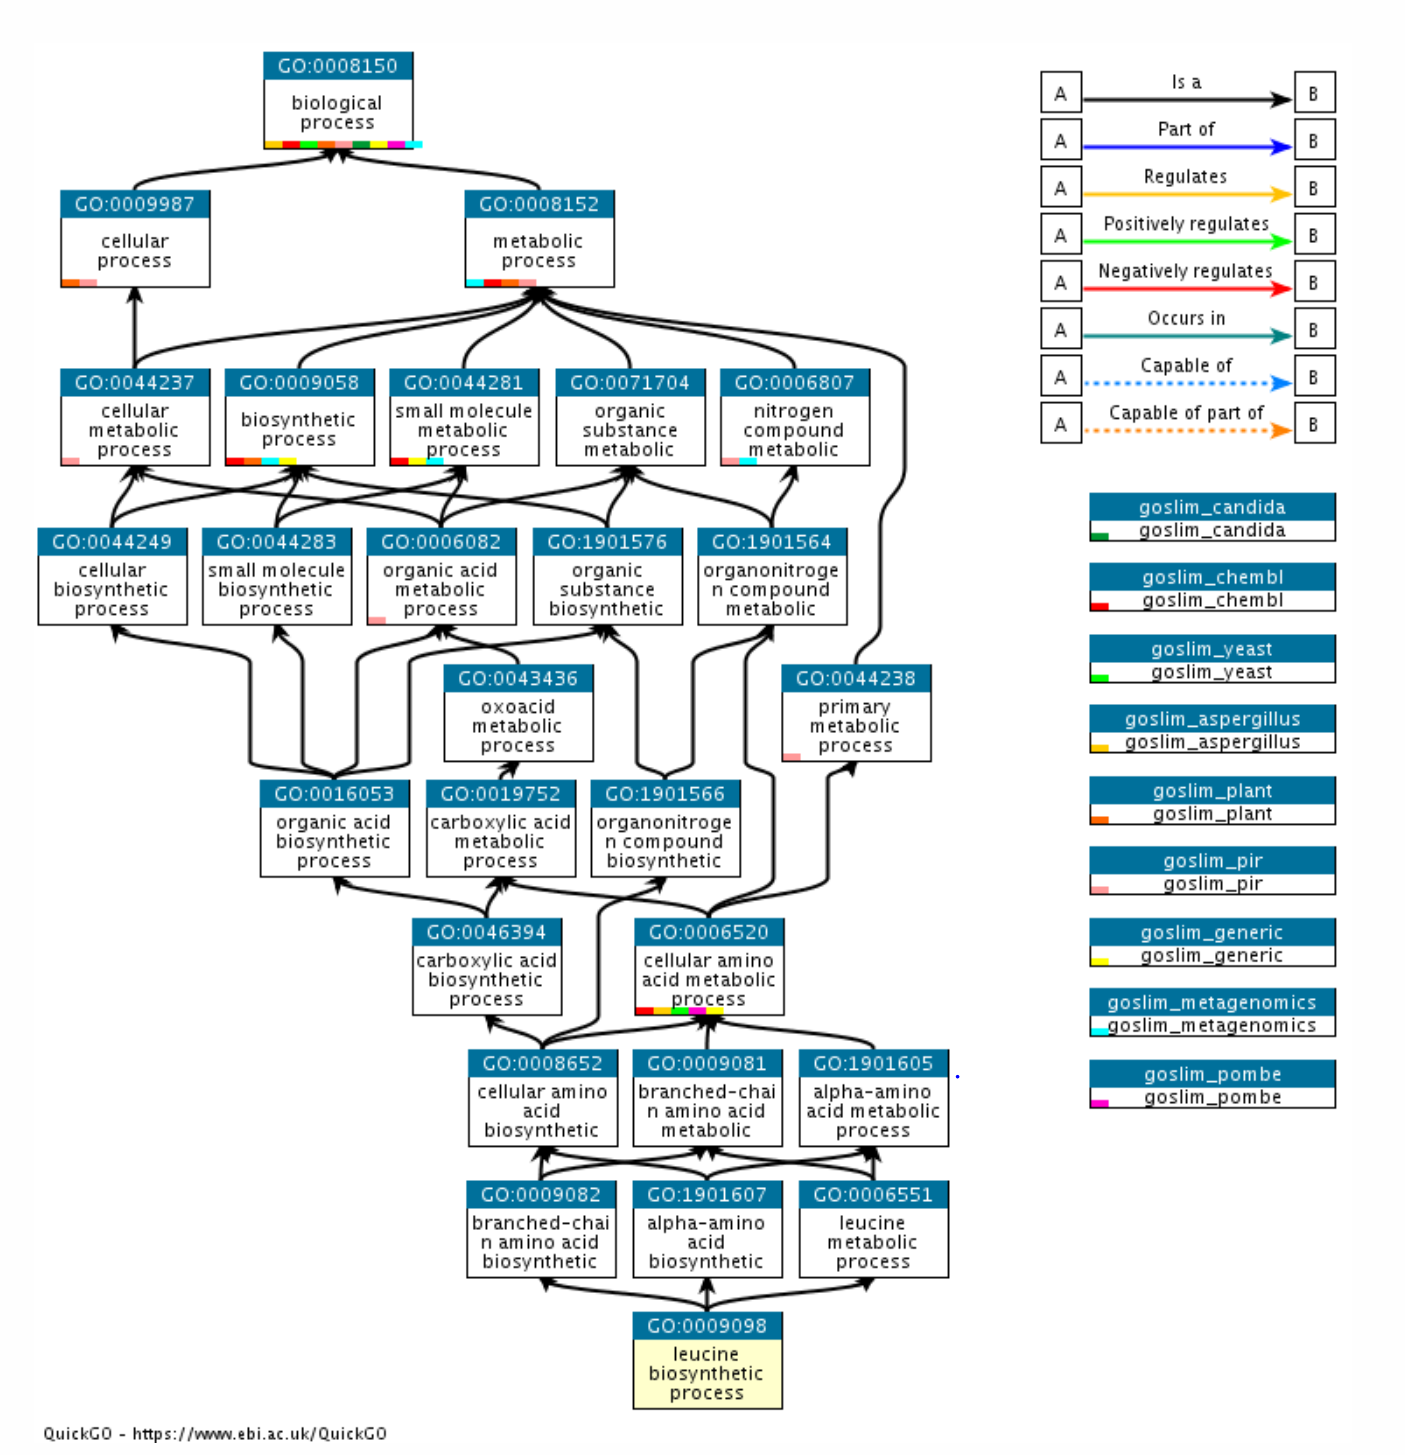 GO:0008150
biological
process
GO:0009987
cellular
process
GO:0008152
metabolic
process
GO:0044237
cellular
metabolic
process
GO:0009058
biosynthetic
process
GO:0044281
small molecule
metabolic
process
GO:0071704
organic
substance
metabolic
GO:0006807
nitrogen
compound
metabolic
GO:0044249
cellular
biosynthetic
process
GO:0044283
small molecule
biosynthetic
process
GO:0006082
organic acid
metabolic
process
GO:1901576
organic
substance
biosynthetic
GO:1901564
organonitroge
n compound
metabolic
GO:0043436
oxoacid
metabolic
process
GO:0044238
primary
metabolic
process
GO:0016053
organic acid
biosynthetic
process
GO:0019752
carboxylic acid
metabolic
process
GO:1901566
organonitroge
n compound
biosynthetic
GO:0046394
carboxylic acid
biosynthetic
process
GO:0006520
cellular amino
acid metabolic
process
GO:0008652
cellular amino
acid
biosynthetic
GO:0009081
branched-chai
n amino acid
metabolic
GO:1901605
alpha-amino
acid metabolic
process
GO:0009082
branched-chai
n amino acid
biosynthetic
GO:1901607
alpha-amino
acid
biosynthetic
GO:0006551
leucine
metabolic
process
GO:0009098
leucine
biosynthetic
process
A Is a B
A Part of B
A Regulates B
A Positively regulates B
A Negatively regulates B
A Occurs in B
A Capable of B
A Capable of part of B
goslim_candida
goslim_candida
goslim_chembl
goslim_chembl
goslim_yeast
goslim_yeast
goslim_aspergillus
goslim_aspergillus
goslim_plant
goslim_plant
goslim_pir
goslim_pir
goslim_generic
goslim_generic
goslim_metagenomics
goslim_metagenomics
goslim_pombe
goslim_pombe
QuickGO - https://www.ebi.ac.uk/QuickGO